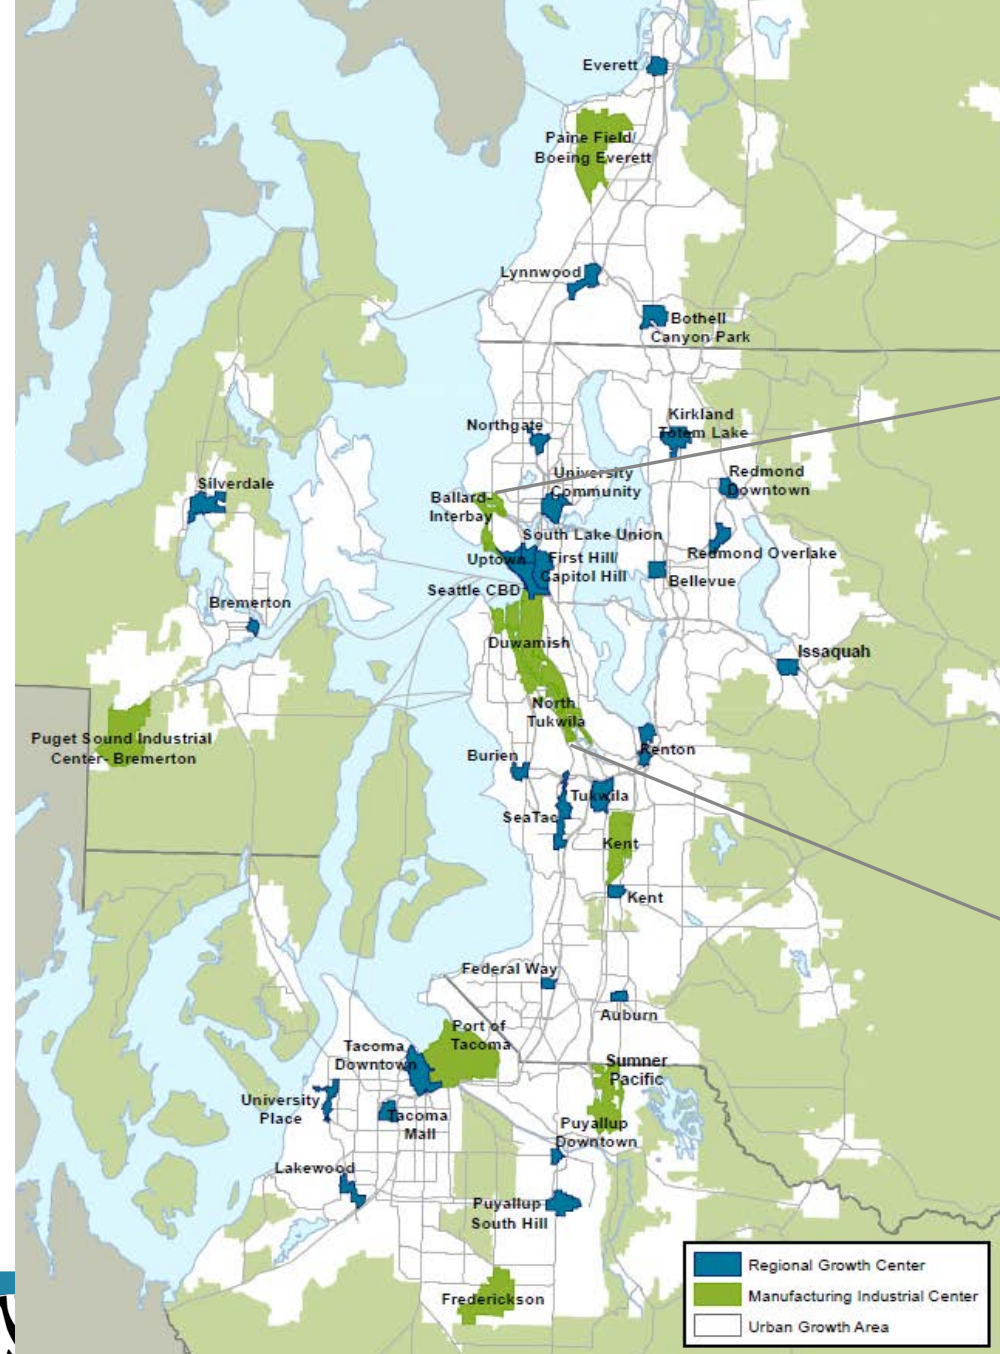 Everett
Paine Field/
Boeing Everett
Lynnwood
Bothell
Canyon Park
Northgate
Kirkland
Totem Lake
University
Community
Redmond
Downtown
Silverdale
Ballard-
Interbay
South Lake Union
Redmond Overlake
Uptown
First Hill/
Capitol Hill
Bellevue
Seattle CBD
Bremerton
Duwamish
Issaquah
North
Tukwila
Puget Sound Industrial
Center- Bremerton
Burien
Renton
Tukwila
SeaTac
Kent
Kent
Federal Way
Auburn
Port of
Tacoma
Tacoma
Downtown
Sumner
Pacific
University
Place
Tacoma
Mall
Puyallup
Downtown
Lakewood
Puyallup
South Hill
Frederickson
Regional Growth Center
Manufacturing Industrial Center
Urban Growth Area